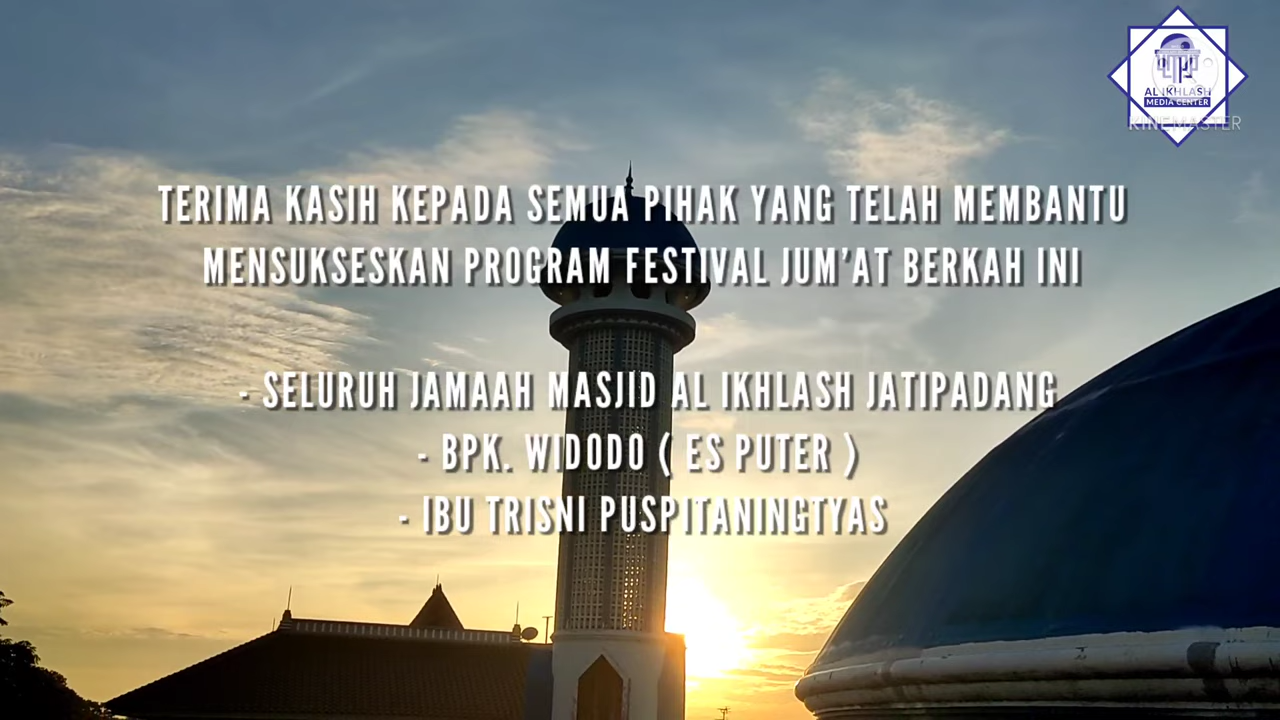 AL IKHLASH
MEDIA CENTER
KINEMASTER
TERIMA KASIH KEPADA SEMUA PIHAK YANG TELAH MEMBANTU
MENSUKSESKAN PROGRAM FESTIVAL JUM'AT BERKAH INI
- SELURUH JAMAAH MASJID AL IKHLASH JATIPADANG
- BPK. WIDODO ( ES PUTER )
- IBU TRISNI PUSPITANINGTYAS